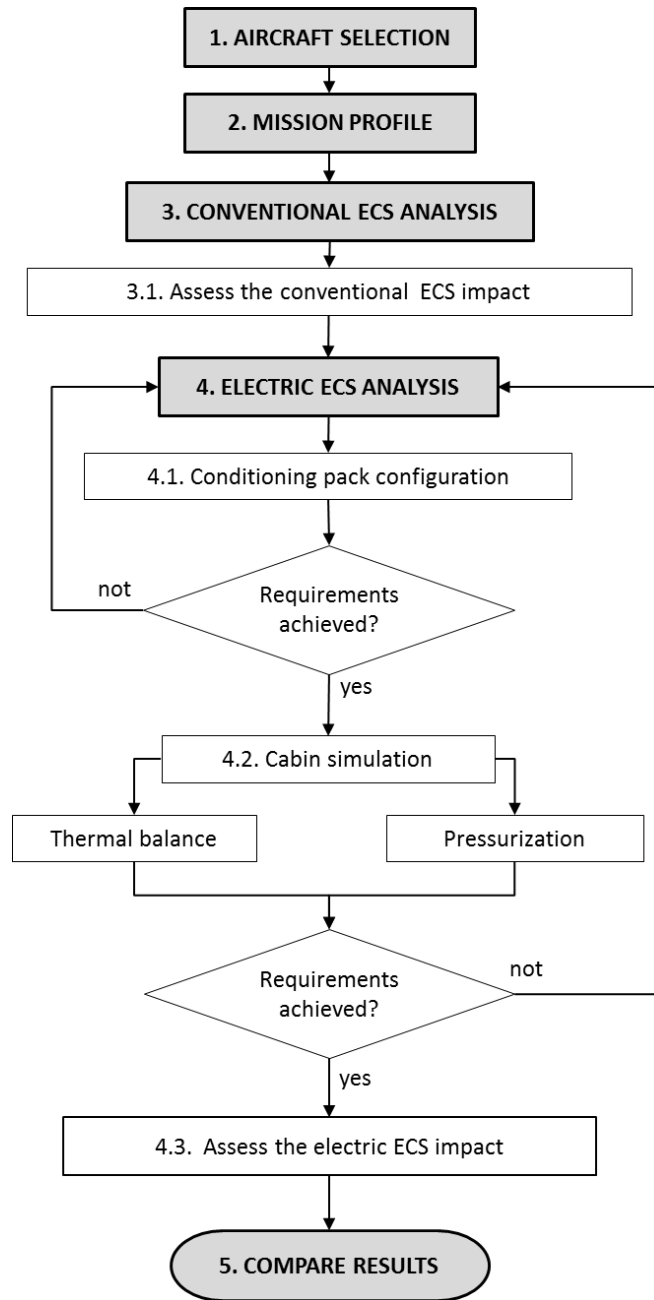 1. AIRCRAFT SELECTION
2. MISSION PROFILE
3. CONVENTIONAL ECS ANALYSIS
3.1. Assess the conventional ECS impact
4. ELECTRIC ECS ANALYSIS
4.1. Conditioning pack configuration
not
Requirements
achieved?
yes
4.2. Cabin simulation
Thermal balance
Pressurization
Requirements
achieved?
not
yes
4.3. Assess the electric ECS impact
5. COMPARE RESULTS